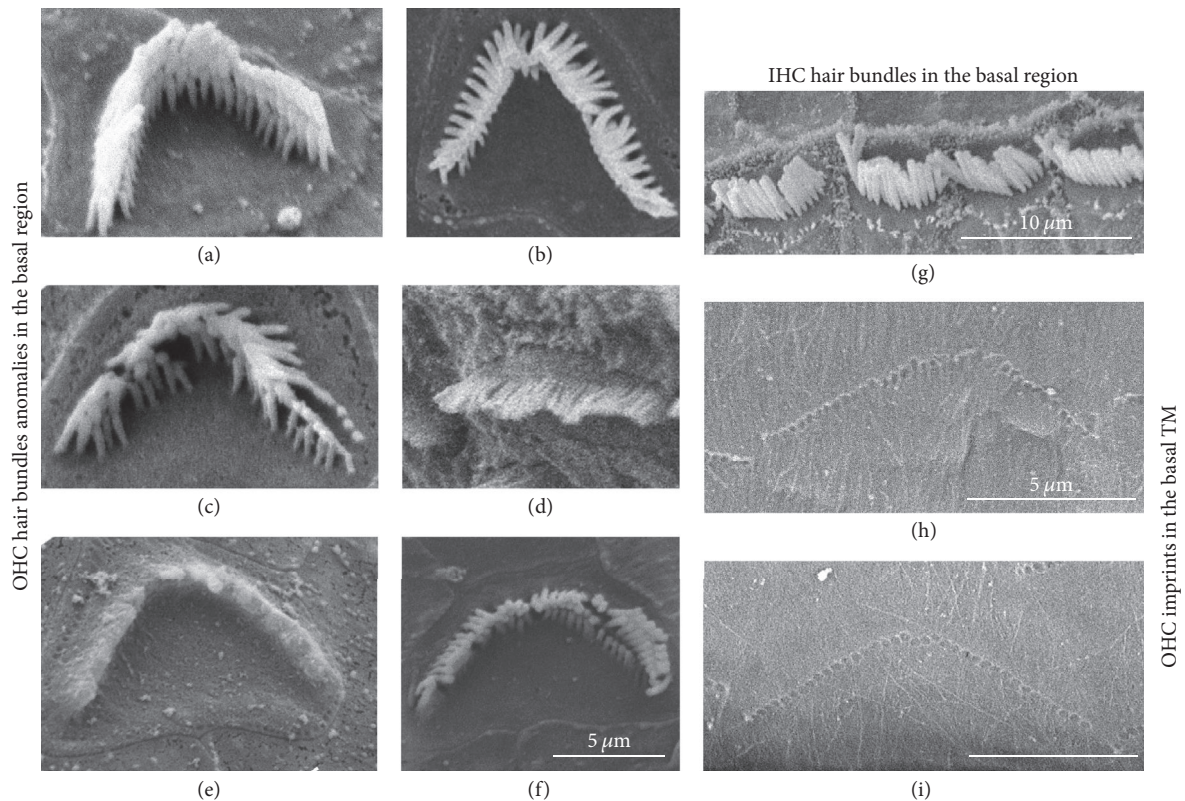 OHC hair bundles anomalies in the basal region
(a)
(b)
(c)
(d)
(e)
5 μm
(f)
IHC hair bundles in the basal region
10 μm
(g)
5 μm
(h)
(i)
OHC imprints in the basal TM